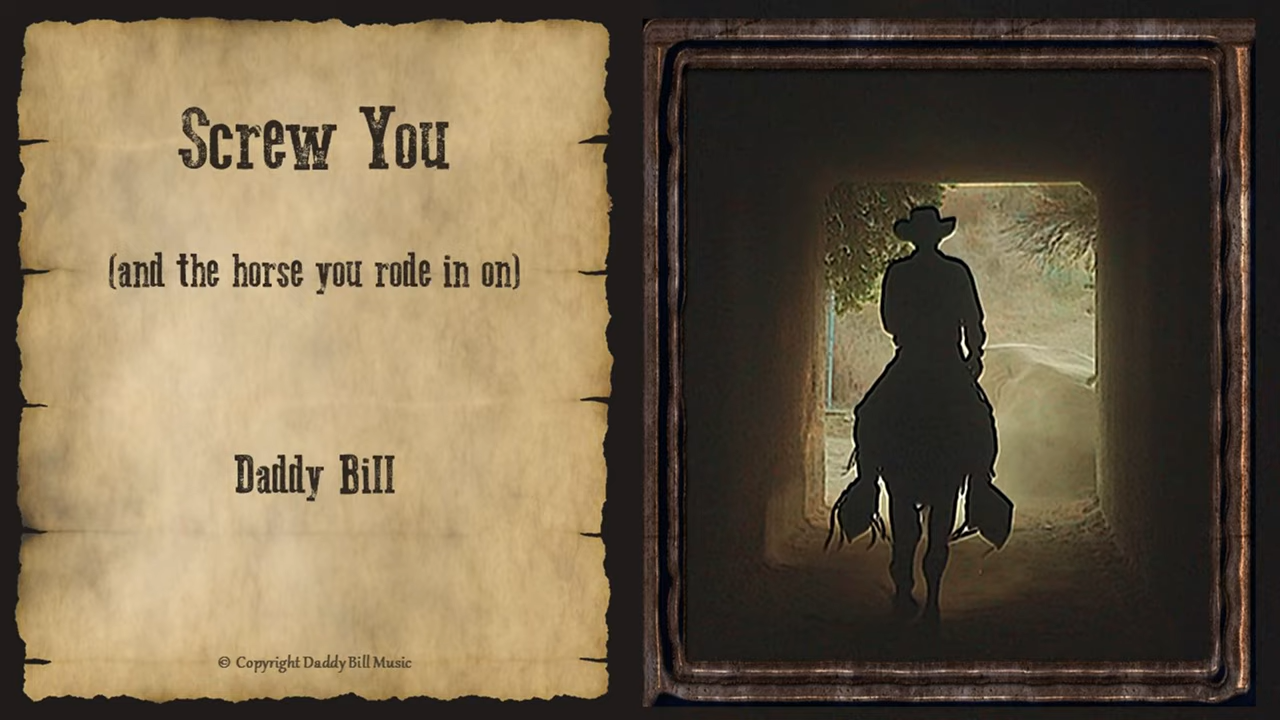 Screw You
(and the horse you rode in on)
Daddy Bill
© Copyright Daddy Bill Music